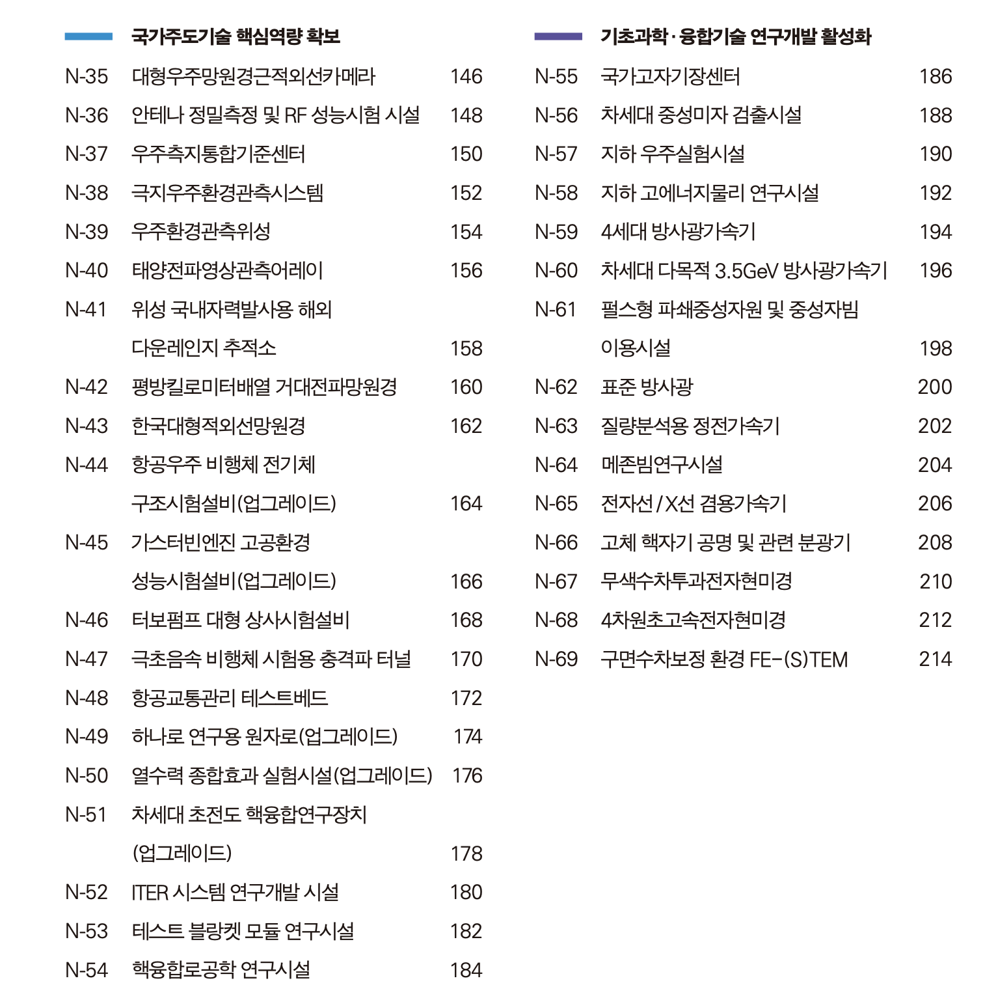 국가주도기술 핵심역량 확보
N-35 대형우주망원경근적외선카메라 146
N-36 안테나 정밀측정 및 RF 성능시험 시설 148
N-37 우주측지통합기준센터 150
N-38 극지우주환경관측시스템 152
N-39 우주환경관측위성 154
N-40 태양전파영상관측어레이 156
N-41 위성 국내자력발사용 해외
다운레인지 추적소 158
N-42 평방킬로미터배열 거대전파망원경 160
N-43 한국대형적외선망원경 162
N-44 항공우주 비행체 전기체
구조시험설비(업그레이드) 164
N-45 가스터빈엔진 고공환경
성능시험설비(업그레이드) 166
N-46 터보펌프 대형 상사시험설비 168
N-47 극초음속 비행체 시험용 충격파 터널 170
N-48 항공교통관리 테스트베드 172
N-49 하나로 연구용 원자로(업그레이드) 174
N-50 열수력 종합효과 실험시설(업그레이드) 176
N-51 차세대 초전도 핵융합연구장치
(업그레이드) 178
N-52 ITER 시스템 연구개발 시설 180
N-53 테스트 블랑켓 모듈 연구시설 182
N-54 핵융합로공학 연구시설 184
기초과학·융합기술 연구개발 활성화
N-55 국가고자기장센터 186
N-56 차세대 중성미자 검출시설 188
N-57 지하 우주실험시설 190
N-58 지하 고에너지물리 연구시설 192
N-59 4세대 방사광가속기 194
N-60 차세대 다목적 3.5GeV 방사광가속기 196
N-61 펄스형 파쇄중성자원 및 중성자빔
이용시설 198
N-62 표준 방사광 200
N-63 질량분석용 정전가속기 202
N-64 메존빔연구시설 204
N-65 전자선/X선 겸용가속기 206
N-66 고체 핵자기 공명 및 관련 분광기 208
N-67 무색수차투과전자현미경 210
N-68 4차원초고속전자현미경 212
N-69 구면수차보정 환경 FE-(S)TEM 214